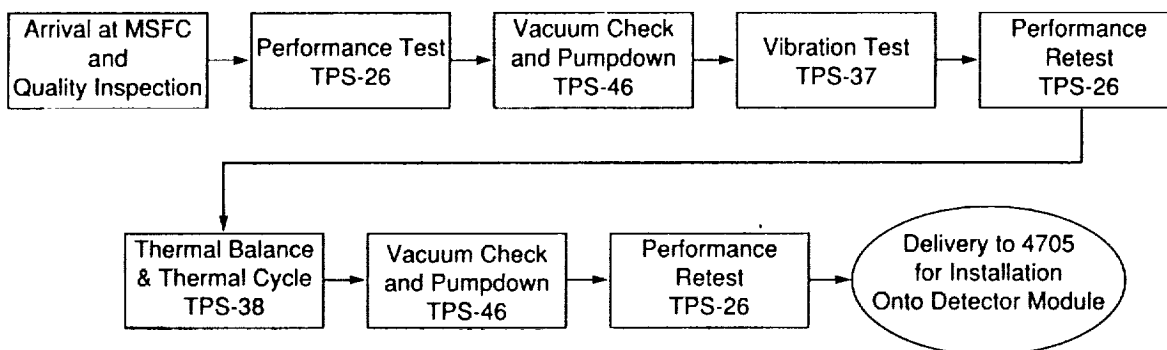 Arrival at MSFC
and
Quality Inspection
Performance Test
TPS-26
Vacuum Check
and Pumpdown
TPS-46
Vibration Test
TPS-37
Performance
Retest
TPS-26
Thermal Balance
& Thermal Cycle
TPS-38
Vacuum Check
and Pumpdown
TPS-46
Performance
Retest
TPS-26
Delivery to 4705
for Installation
Onto Detector Module